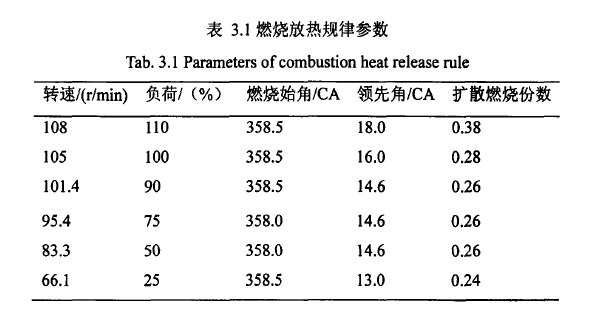 表 3.1 燃烧放热规律参数
Tab. 3.1 Parameters of combustion heat release rule
转速/(r/min) 负荷/（%） 燃烧始角/CA 领先角/CA 扩散燃烧份数
108 110 358.5 18.0 0.38
105 100 358.5 16.0 0.28
101.4 90 358.5 14.6 0.26
95.4 75 358.0 14.6 0.26
83.3 50 358.0 14.6 0.26
66.1 25 358.5 13.0 0.24